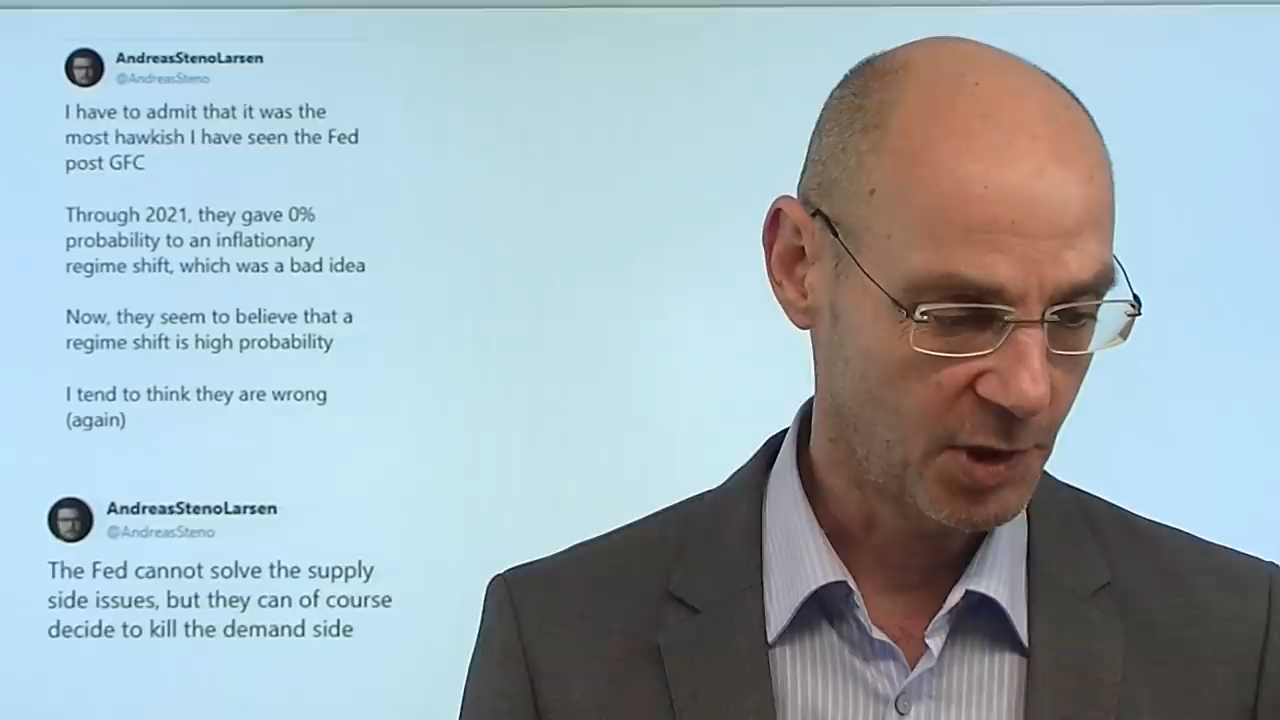 AndreasStenoLarsen
@AndreasSteno
I have to admit that it was the
most hawkish I have seen the Fed
post GFC
Through 2021, they gave 0%
probability to an inflationary
regime shift, which was a bad idea
Now, they seem to believe that a
regime shift is high probability
I tend to think they are wrong
(again)
AndreasStenoLarsen
@AndreasSteno
The Fed cannot solve the supply
side issues, but they can of course
decide to kill the demand side